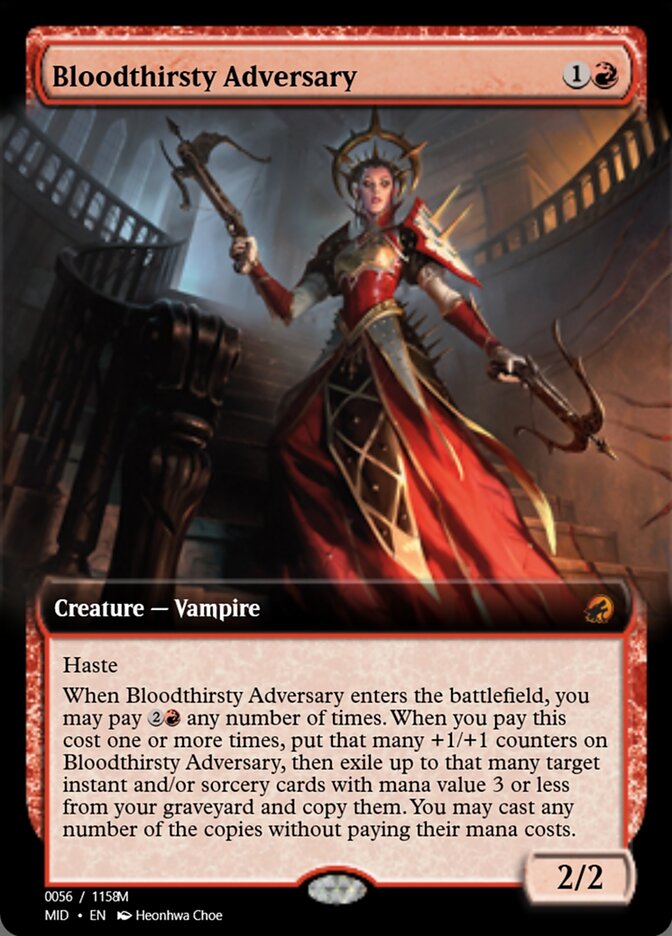 Bloodthirsty Adversary 1
Creature — Vampire
Haste
When Bloodthirsty Adversary enters the battlefield, you
may pay 2 any number of times. When you pay this
cost one or more times, put that many +1/+1 counters on
Bloodthirsty Adversary, then exile up to that many target
instant and/or sorcery cards with mana value 3 or less
from your graveyard and copy them. You may cast any
number of the copies without paying their mana costs.
2/2
0056 / 1158M
MID • EN Heonhwa Choe